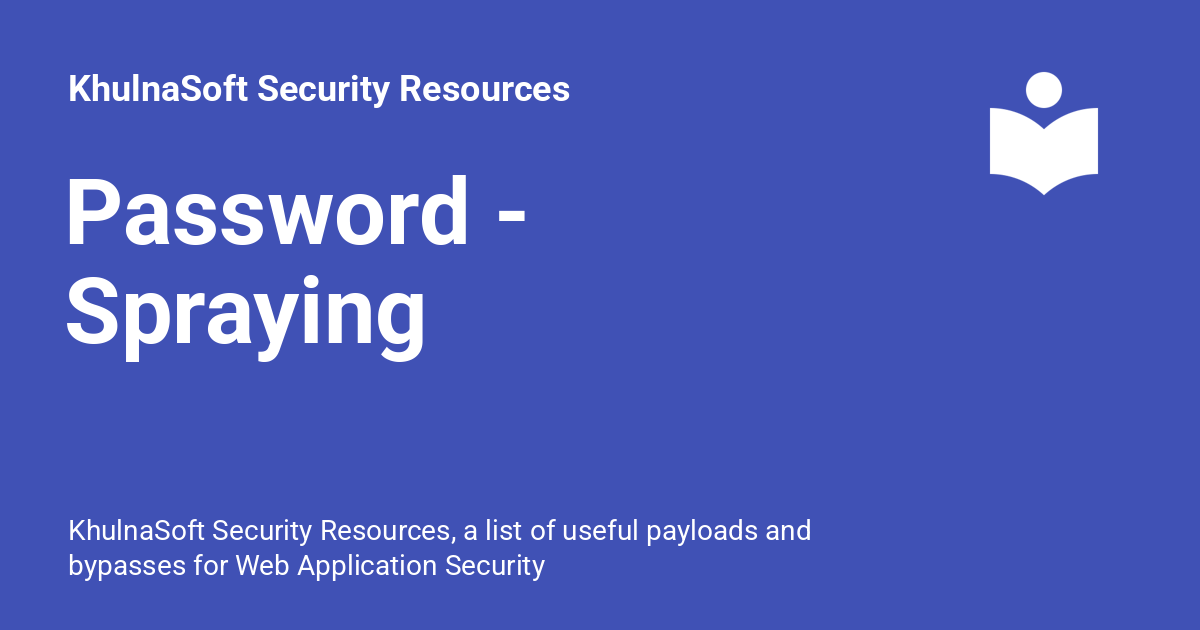 KhulnaSoft Security Resources
Password -
Spraying
KhulnaSoft Security Resources, a list of useful payloads and
bypasses for Web Application Security